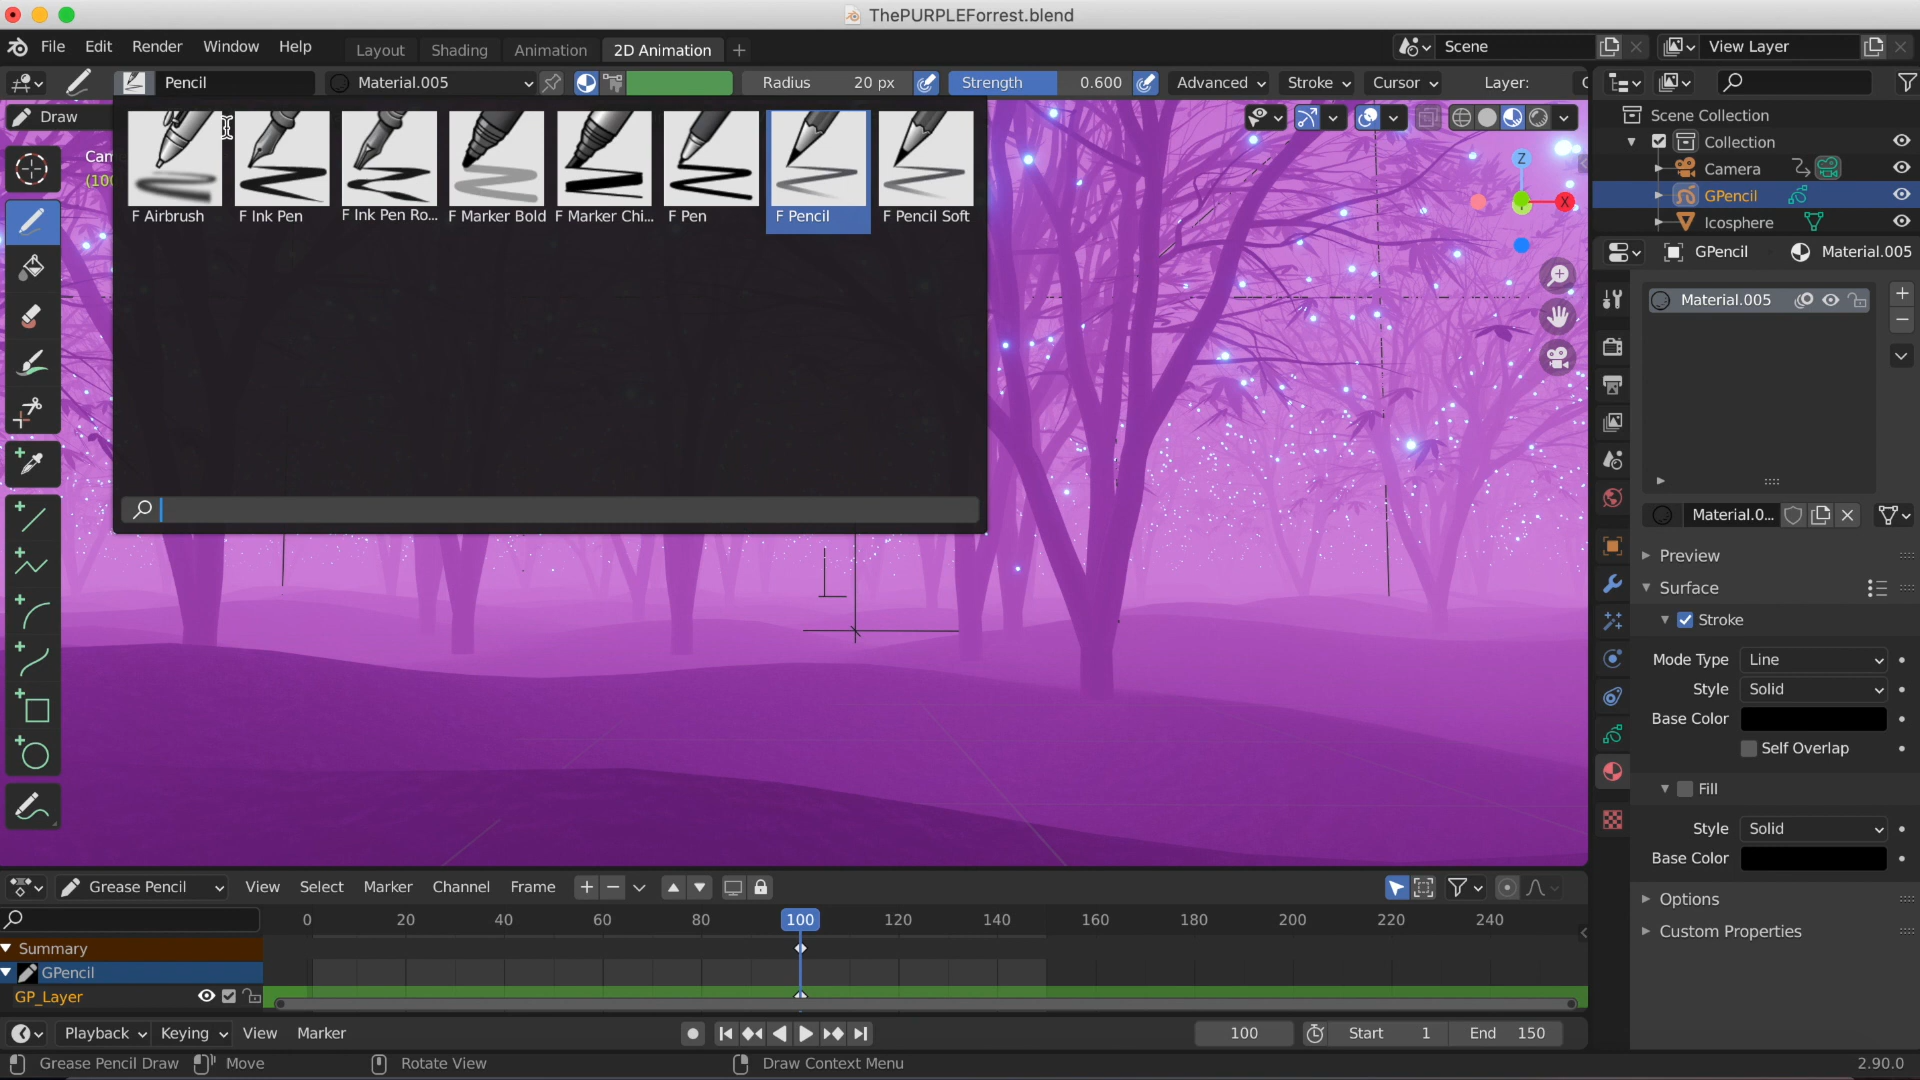 ThePURPLEForrest.blend
File Edit Render Window Help Layout Shading Animation 2D Animation Scene View Layer
Pencil Material.005 Radius 20 px Strength 0.600 Advanced Stroke Cursor Layer:
Draw
Scene Collection
Collection
Camera
GPencil
Icosphere
Z
X
F Airbrush F Ink Pen F Ink Pen Ro... F Marker Bold F Marker Chi... F Pen F Pencil F Pencil Soft
GPencil Material.005
Material.005
Material.0...
Preview
Surface
Stroke
Mode Type Line
Style Solid
Base Color
Self Overlap
Fill
Style Solid
Base Color
Options
Custom Properties
Grease Pencil View Select Marker Channel Frame
0 20 40 60 80 100 120 140 160 180 200 220 240
Summary
GPencil
GP_Layer
Playback Keying View Marker 100 Start 1 End 150
Grease Pencil Draw Move Rotate View Draw Context Menu 2.90.0